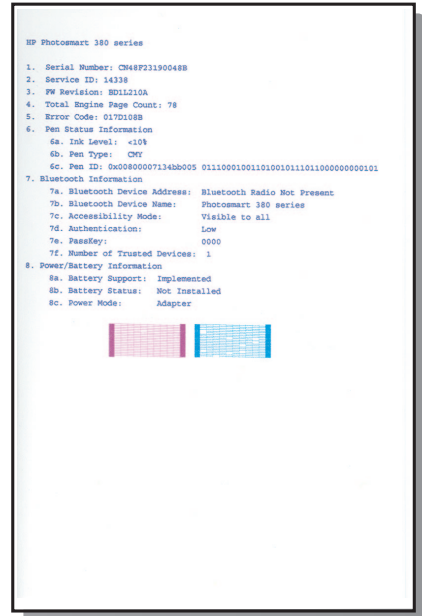 HP Photosmart 380 series
1. Serial Number: CN48F23190048B
2. Service ID: 14338
3. FW Revision: BD1L210A
4. Total Engine Page Count: 78
5. Error Code: 017D108B
6. Pen Status Information
6a. Ink Level: <10%
6b. Pen Type: CMY
6c. Pen ID: 0x00800007134bb005 0111000100110100101110110000000000101
7. Bluetooth Information
7a. Bluetooth Device Address: Bluetooth Radio Not Present
7b. Bluetooth Device Name: Photosmart 380 series
7c. Accessibility Mode: Visible to all
7d. Authentication: Low
7e. PassKey: 0000
7f. Number of Trusted Devices: 1
8. Power/Battery Information
8a. Battery Support: Implemented
8b. Battery Status: Not Installed
8c. Power Mode: Adapter